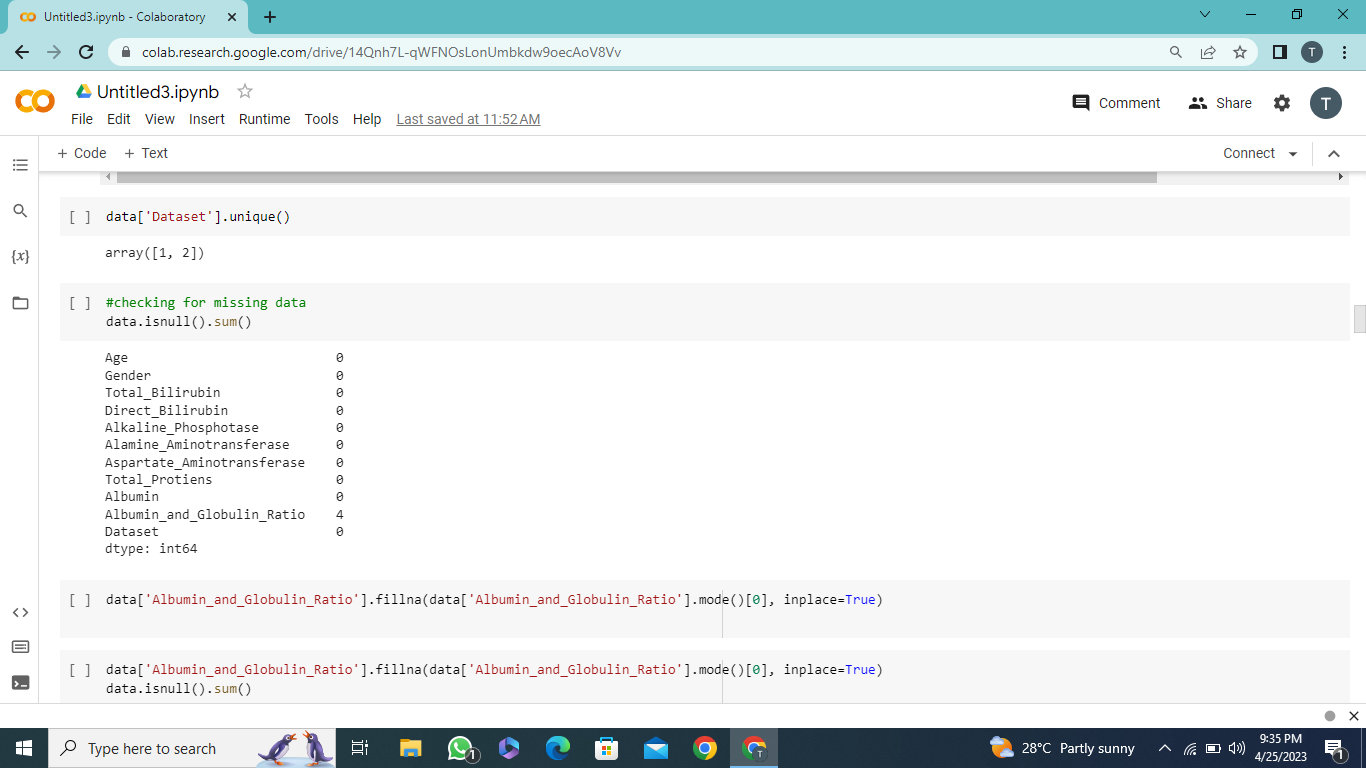 Untitled3.ipynb - Colaboratory
colab.research.google.com/drive/14Qnh7L-qWFNOsLonUmbkdw9oecAoV8Vv
T
Untitled3.ipynb
File Edit View Insert Runtime Tools Help Last saved at 11:52 AM
Comment Share T
+ Code + Text Connect
[ ] data['Dataset'].unique()
array([1, 2])
[ ] #checking for missing data
data.isnull().sum()
{x}
Age 0
Gender 0
Total_Bilirubin 0
Direct_Bilirubin 0
Alkaline_Phosphotase 0
Alamine_Aminotransferase 0
Aspartate_Aminotransferase 0
Total_Protiens 0
Albumin 0
Albumin_and_Globulin_Ratio 4
Dataset 0
dtype: int64
[ ] data['Albumin_and_Globulin_Ratio'].fillna(data['Albumin_and_Globulin_Ratio'].mode()[0], inplace=True)
[ ] data['Albumin_and_Globulin_Ratio'].fillna(data['Albumin_and_Globulin_Ratio'].mode()[0], inplace=True)
data.isnull().sum()
Type here to search
1
T
28°C Partly sunny
9:35 PM
4/25/2023
1